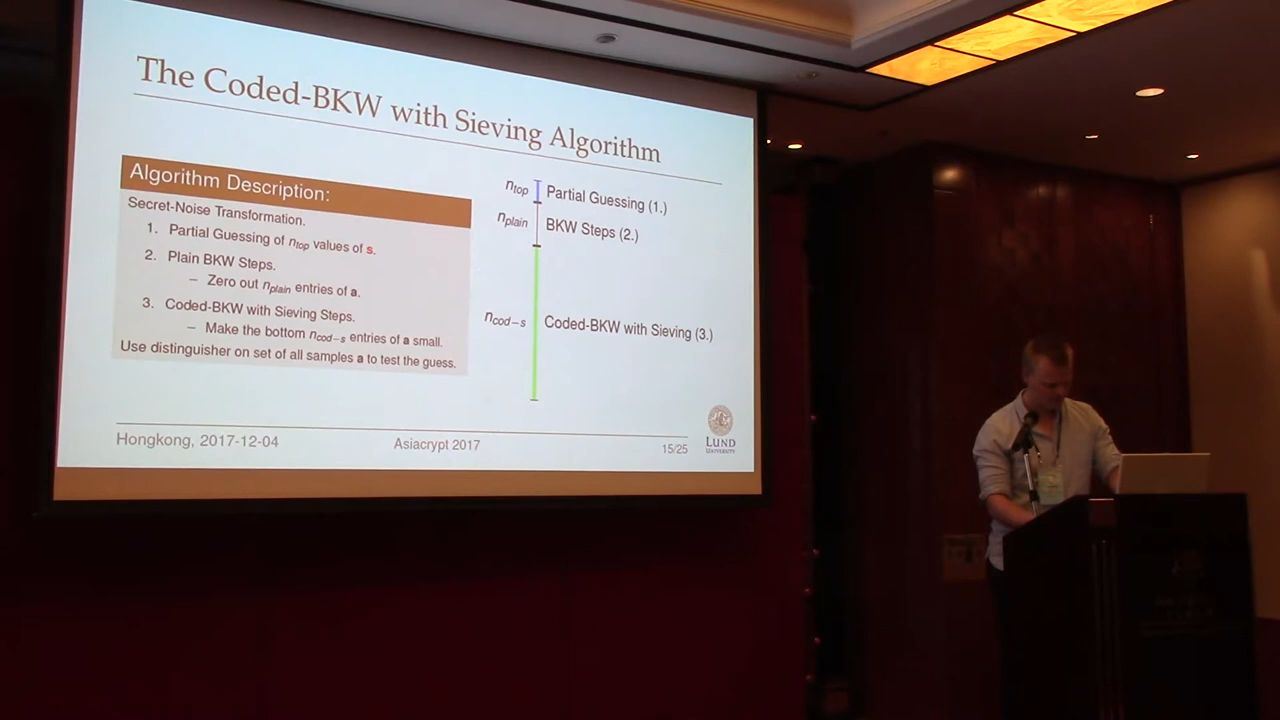 The Coded-BKW with Sieving Algorithm
Algorithm Description:
Secret-Noise Transformation.
1. Partial Guessing of n_top values of s.
2. Plain BKW Steps.
– Zero out n_plain entries of a.
3. Coded-BKW with Sieving Steps.
– Make the bottom n_cod−s entries of a small.
Use distinguisher on set of all samples a to test the guess.
n_top Partial Guessing (1.)
n_plain BKW Steps (2.)
n_cod−s Coded-BKW with Sieving (3.)
Hongkong, 2017-12-04
Asiacrypt 2017
15/25
LUND
UNIVERSITY